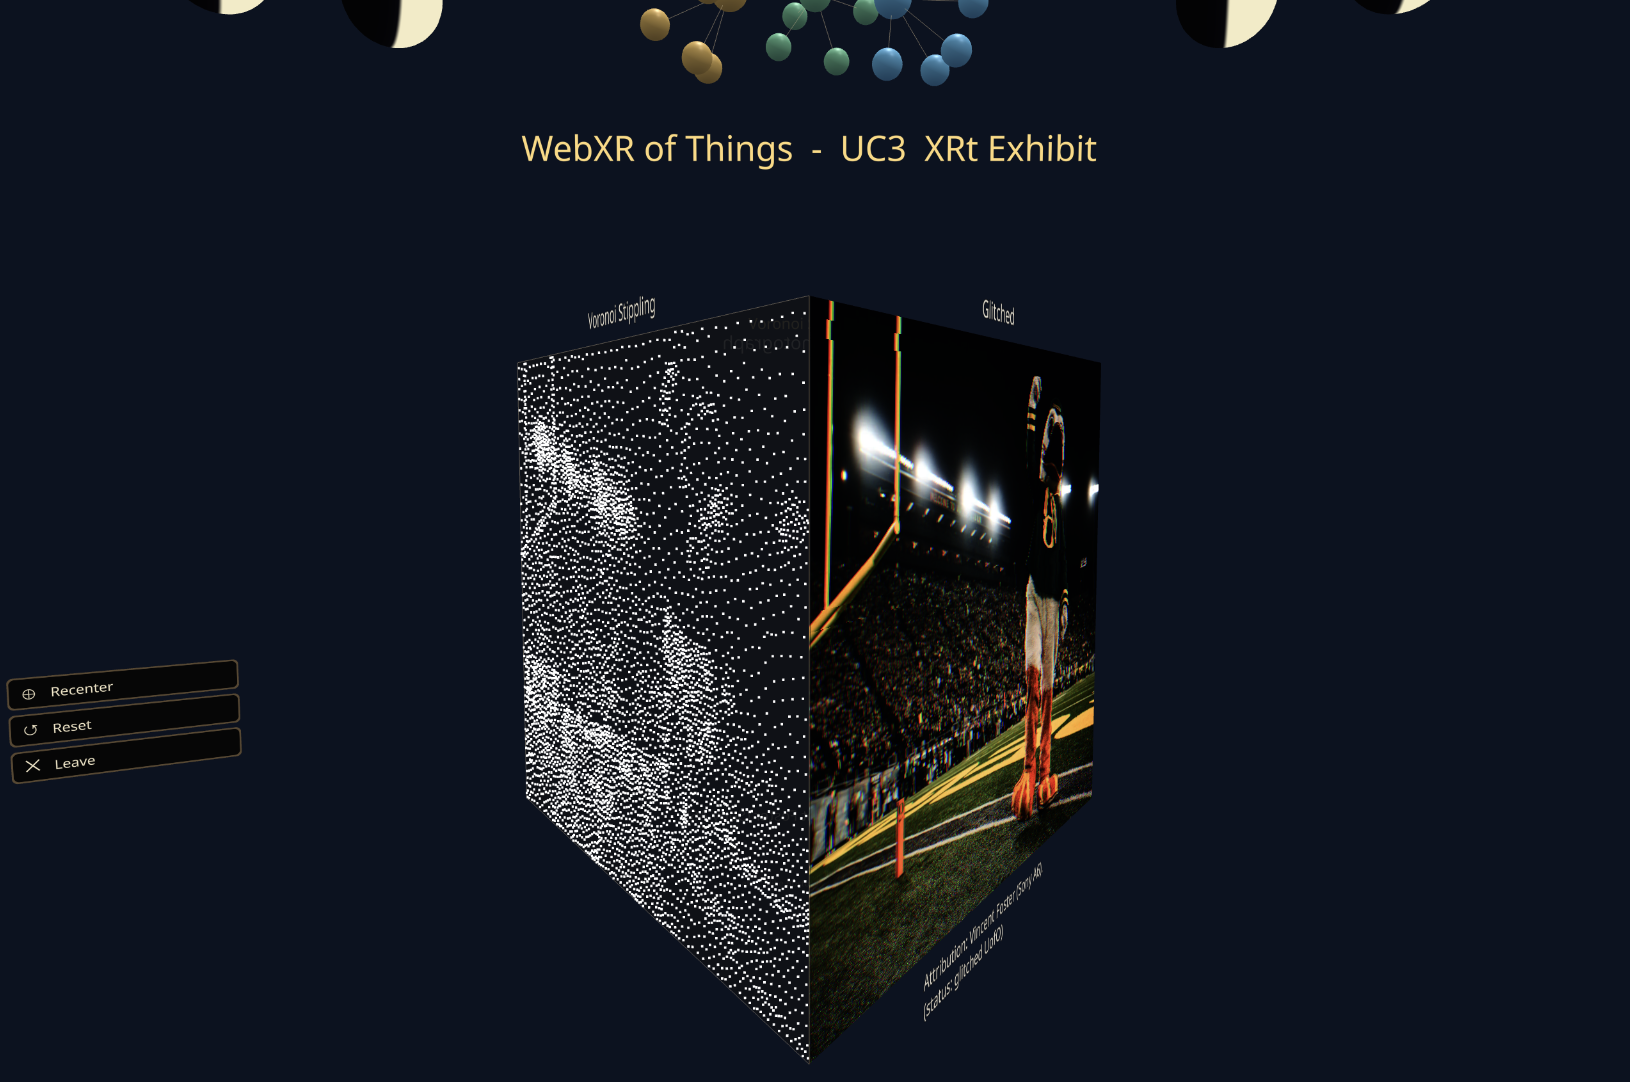 WebXR of Things - UC3 XRt Exhibit
Voronoi Stippling
Glitched
Voronoi
Recenter
Reset
Leave
Attribution: Vincent Foster (Sony A6)
(status: glitched UofO)